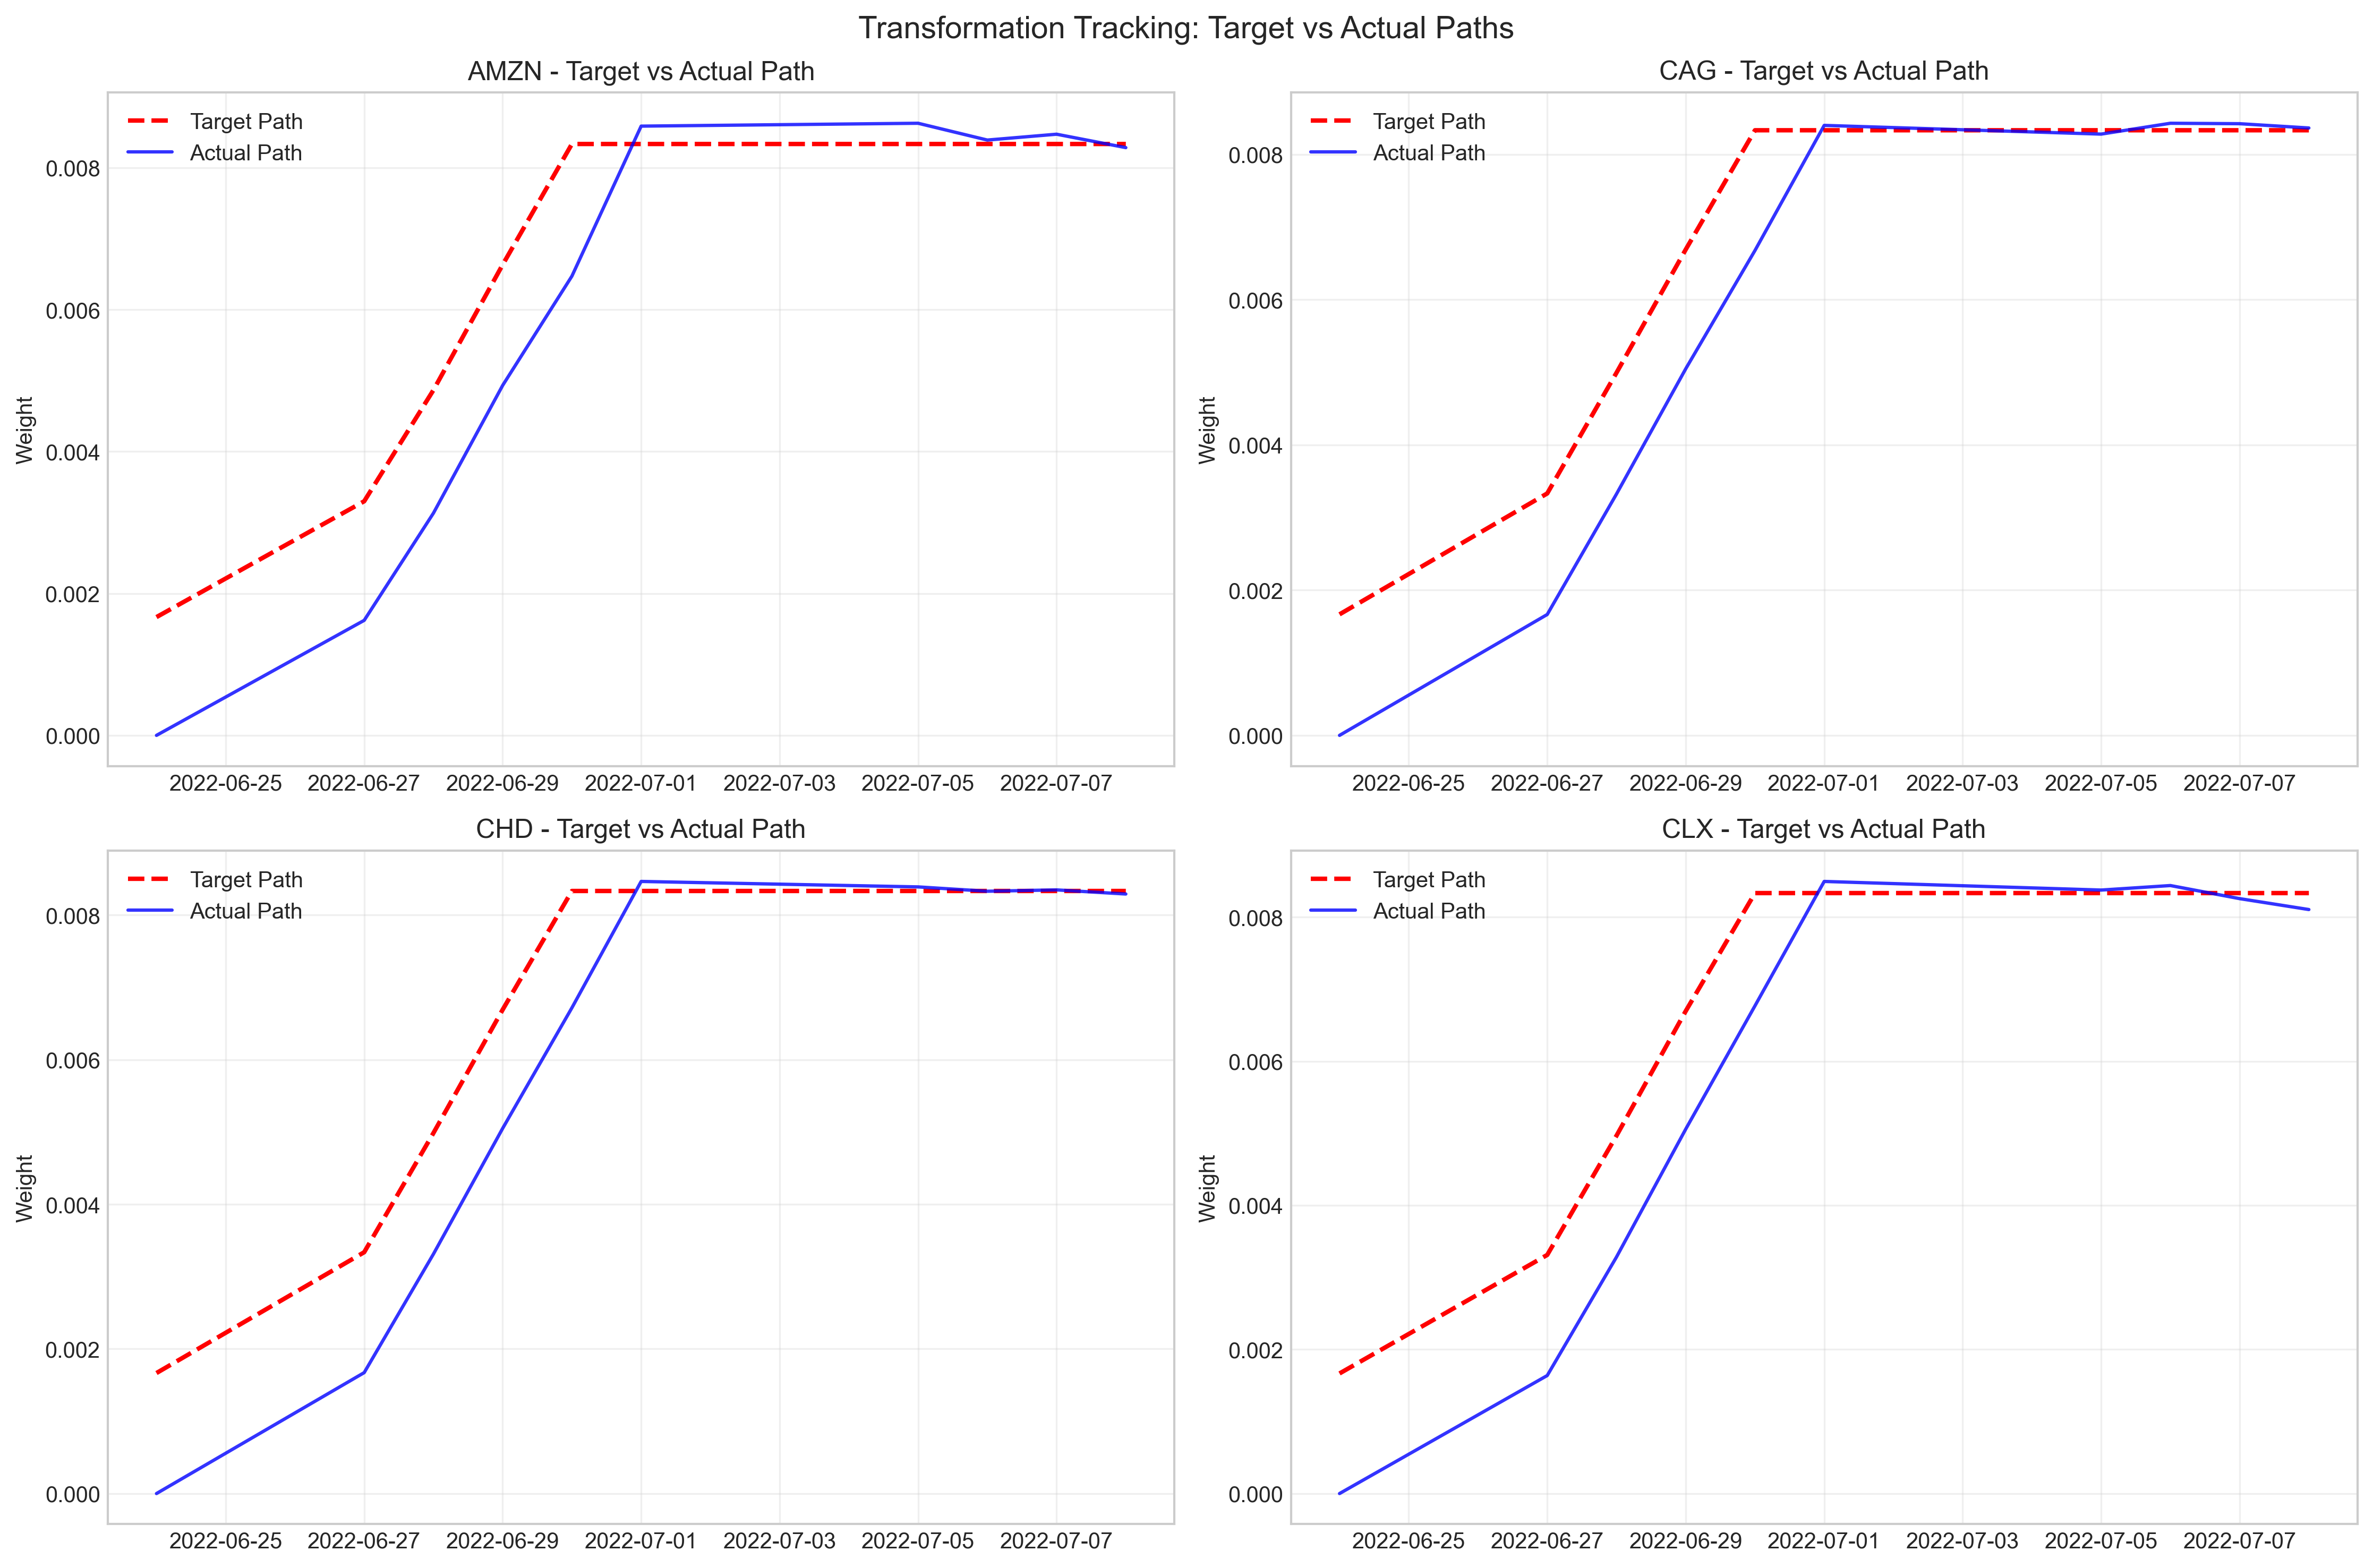 Transformation Tracking: Target vs Actual Paths
AMZN - Target vs Actual Path
Target Path
Actual Path
Weight
0.008
0.006
0.004
0.002
0.000
2022-06-25 2022-06-27 2022-06-29 2022-07-01 2022-07-03 2022-07-05 2022-07-07
CAG - Target vs Actual Path
Target Path
Actual Path
Weight
0.008
0.006
0.004
0.002
0.000
2022-06-25 2022-06-27 2022-06-29 2022-07-01 2022-07-03 2022-07-05 2022-07-07
CHD - Target vs Actual Path
Target Path
Actual Path
Weight
0.008
0.006
0.004
0.002
0.000
2022-06-25 2022-06-27 2022-06-29 2022-07-01 2022-07-03 2022-07-05 2022-07-07
CLX - Target vs Actual Path
Target Path
Actual Path
Weight
0.008
0.006
0.004
0.002
0.000
2022-06-25 2022-06-27 2022-06-29 2022-07-01 2022-07-03 2022-07-05 2022-07-07